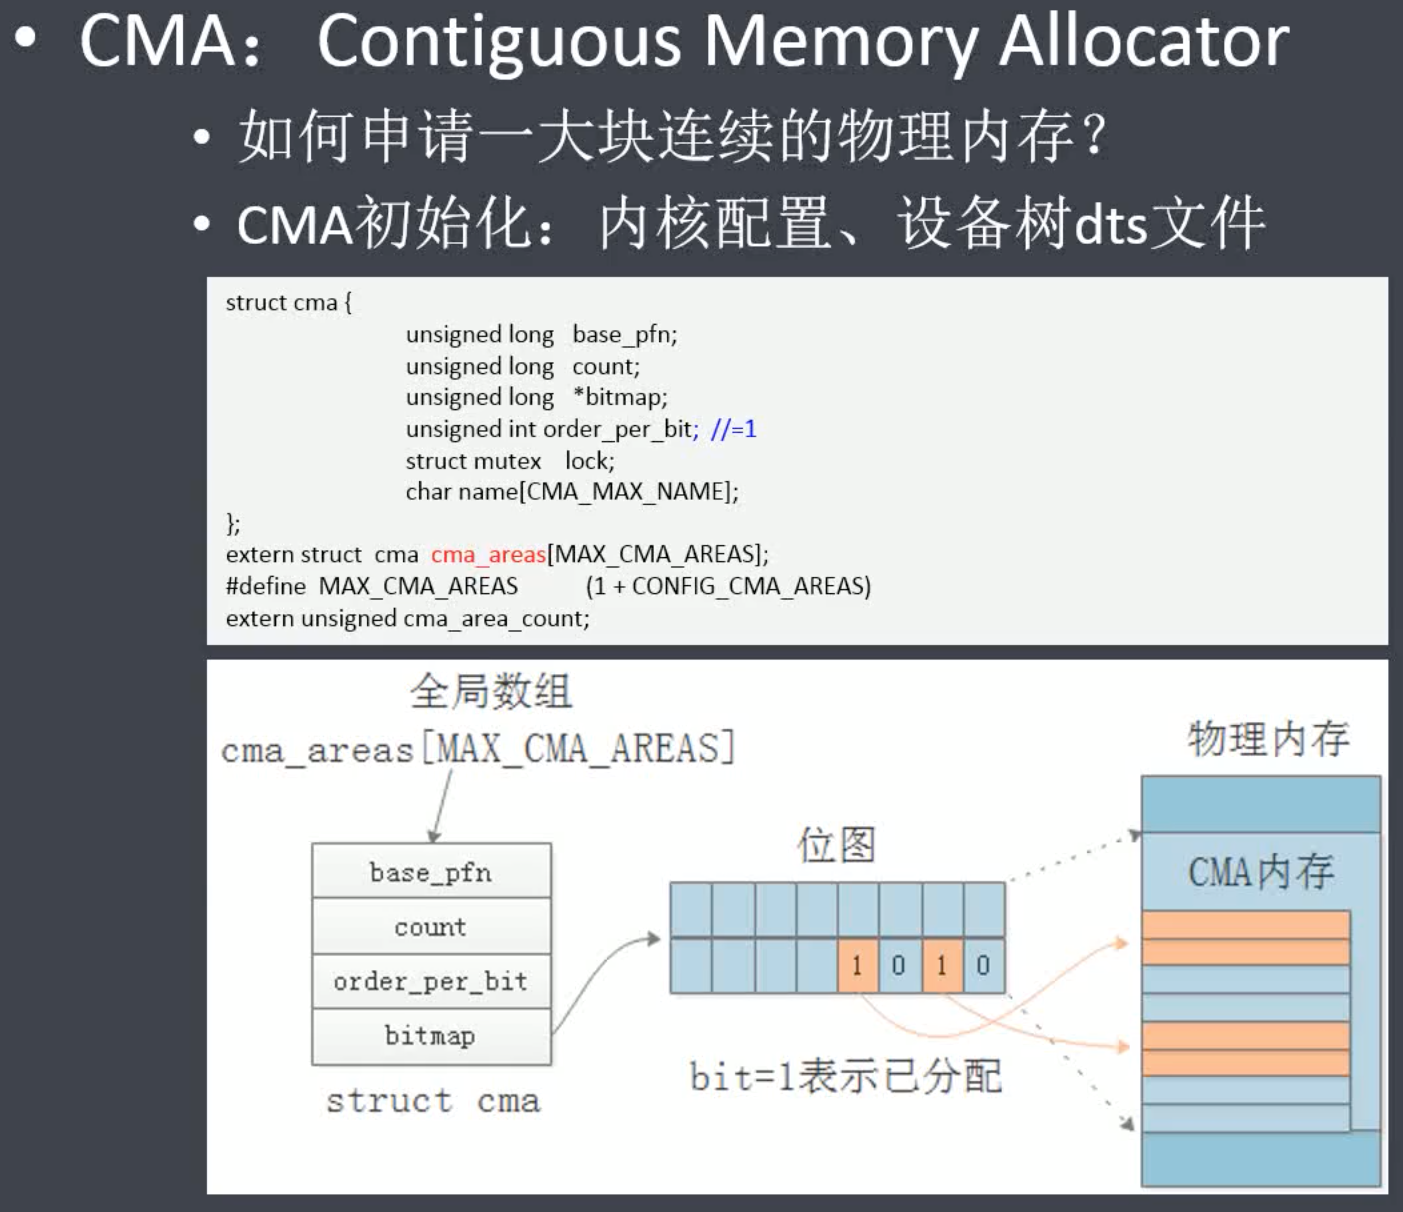 • CMA： Contiguous Memory Allocator
• 如何申请一大块连续的物理内存？
• CMA初始化：内核配置、设备树dts文件
struct cma {
unsigned long base_pfn;
unsigned long count;
unsigned long *bitmap;
unsigned int order_per_bit; //=1
struct mutex lock;
char name[CMA_MAX_NAME];
};
extern struct cma cma_areas[MAX_CMA_AREAS];
#define MAX_CMA_AREAS (1 + CONFIG_CMA_AREAS)
extern unsigned cma_area_count;
全局数组
cma_areas[MAX_CMA_AREAS]
base_pfn
count
order_per_bit
bitmap
struct cma
位图
1 0 1 0
bit=1表示已分配
物理内存
CMA内存